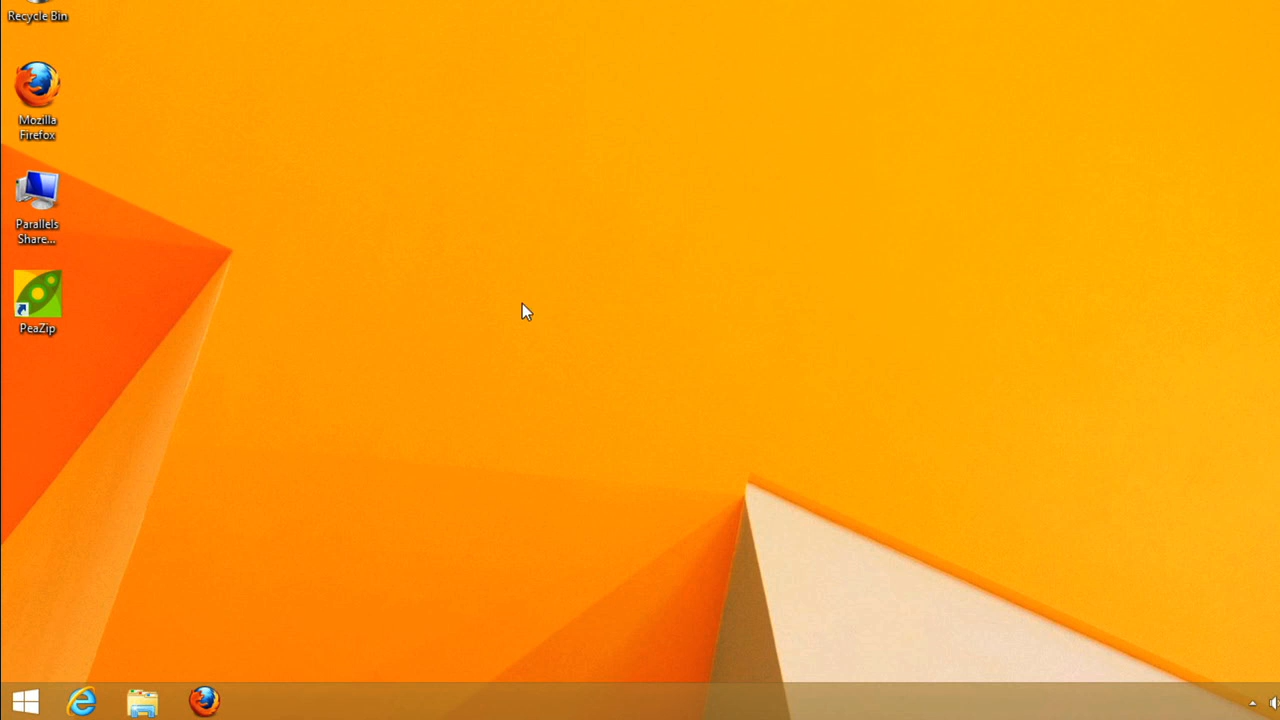 Recycle Bin
Mozilla
Firefox
Parallels
Share...
PeaZip